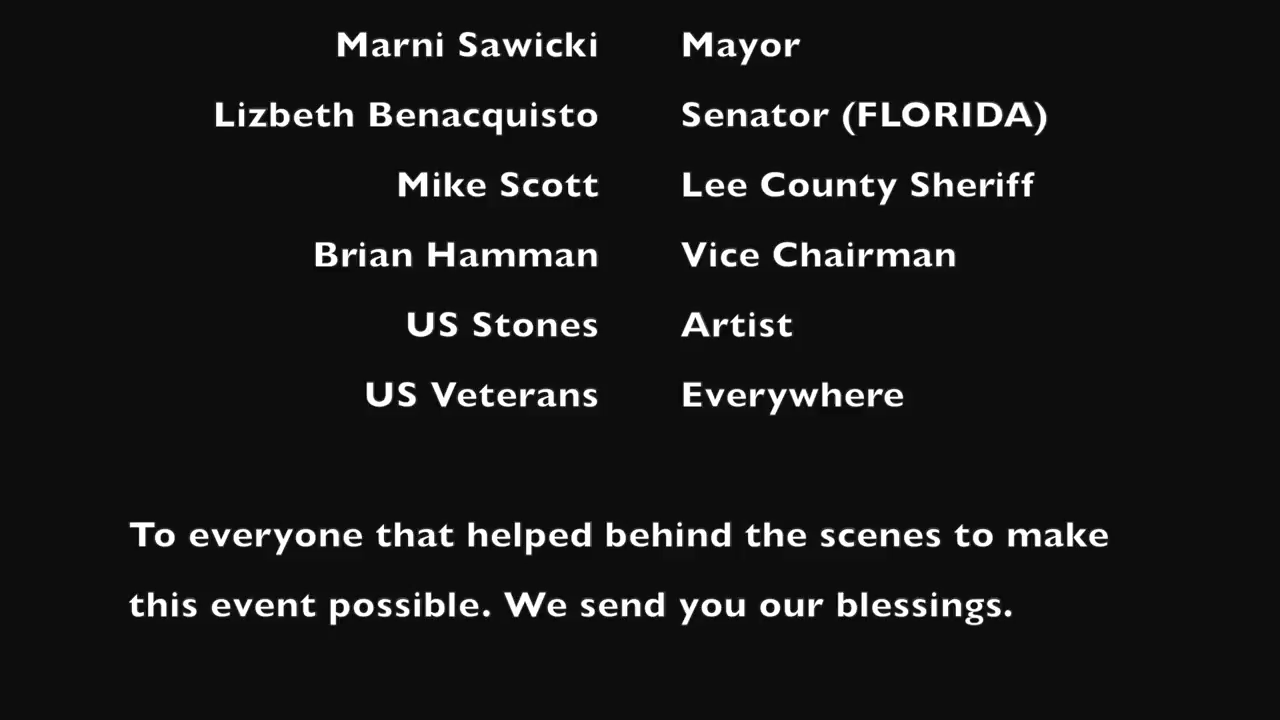 Marni Sawicki Mayor
Lizbeth Benacquisto Senator (FLORIDA)
Mike Scott Lee County Sheriff
Brian Hamman Vice Chairman
US Stones Artist
US Veterans Everywhere
To everyone that helped behind the scenes to make
this event possible. We send you our blessings.